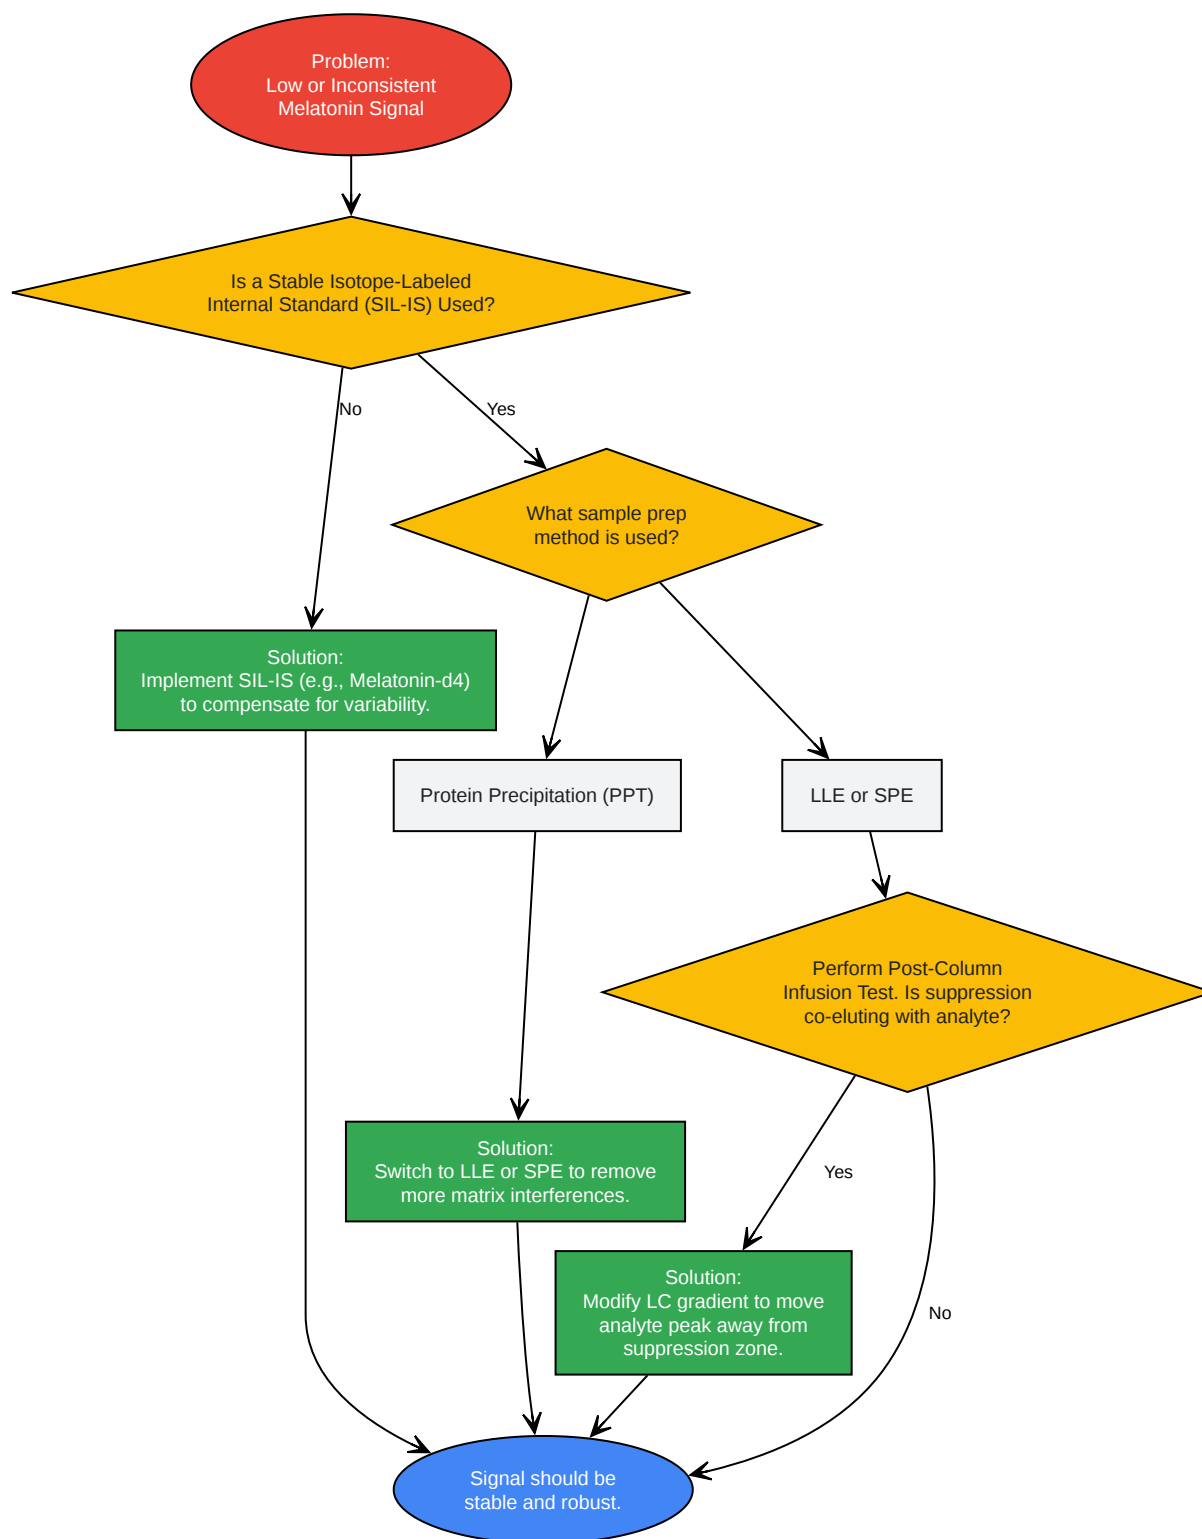 Problem:
Low or Inconsistent
Melatonin Signal
Is a Stable Isotope-Labeled
Internal Standard (SIL-IS) Used?
No
Yes
What sample prep
method is used?
Solution:
Implement SIL-IS (e.g., Melatonin-d4)
to compensate for variability.
Protein Precipitation (PPT)
LLE or SPE
Perform Post-Column
Infusion Test. Is suppression
co-eluting with analyte?
Solution:
Switch to LLE or SPE to remove
more matrix interferences.
Yes
Solution:
Modify LC gradient to move
analyte peak away from
suppression zone.
No
Signal should be
stable and robust.